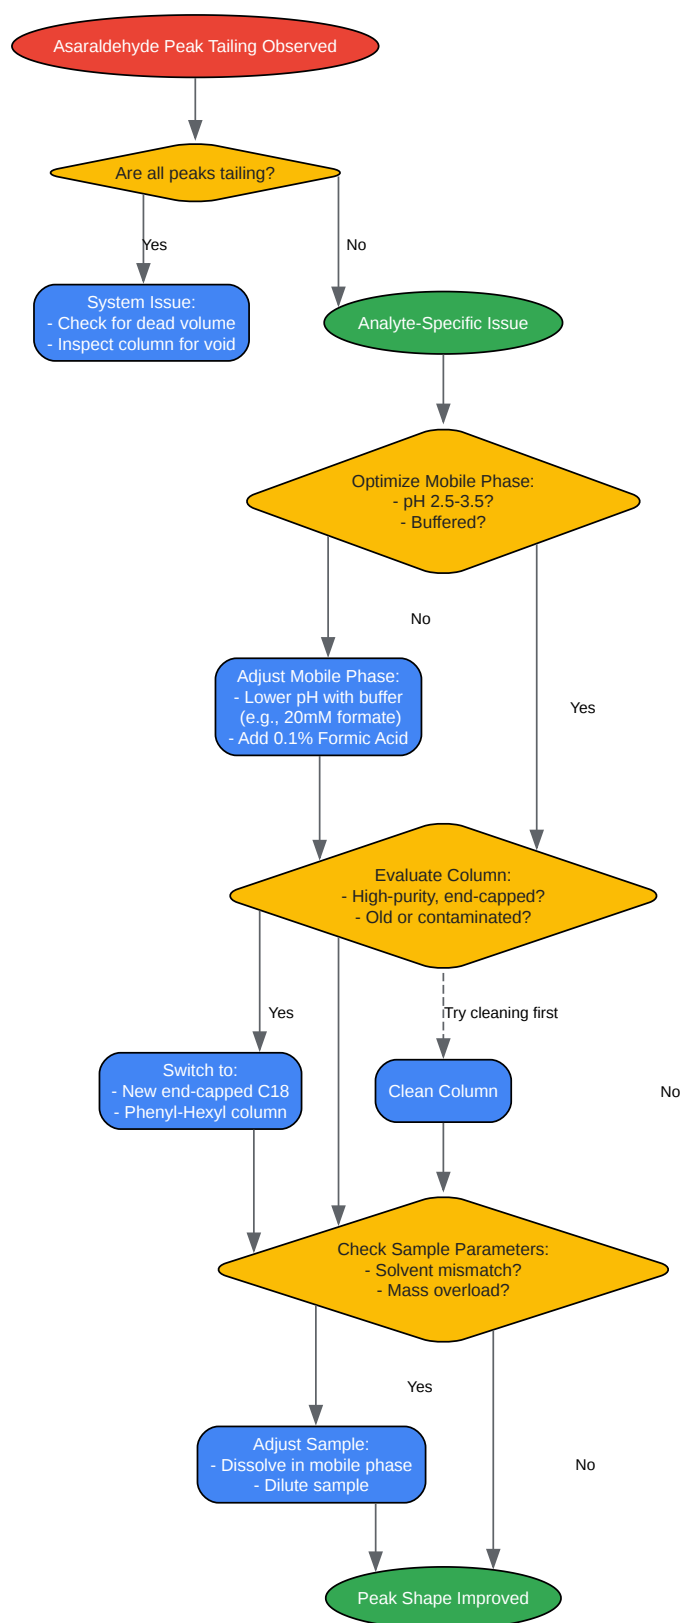 Asaraldehyde Peak Tailing Observed
Are all peaks tailing?
Yes
No
System Issue:
- Check for dead volume
- Inspect column for void
Analyte-Specific Issue
Optimize Mobile Phase:
- pH 2.5-3.5?
- Buffered?
No
Yes
Adjust Mobile Phase:
- Lower pH with buffer
(e.g., 20mM formate)
- Add 0.1% Formic Acid
Evaluate Column:
- High-purity, end-capped?
- Old or contaminated?
Yes
Try cleaning first
No
Switch to:
- New end-capped C18
- Phenyl-Hexyl column
Clean Column
Check Sample Parameters:
- Solvent mismatch?
- Mass overload?
Yes
No
Adjust Sample:
- Dissolve in mobile phase
- Dilute sample
Peak Shape Improved